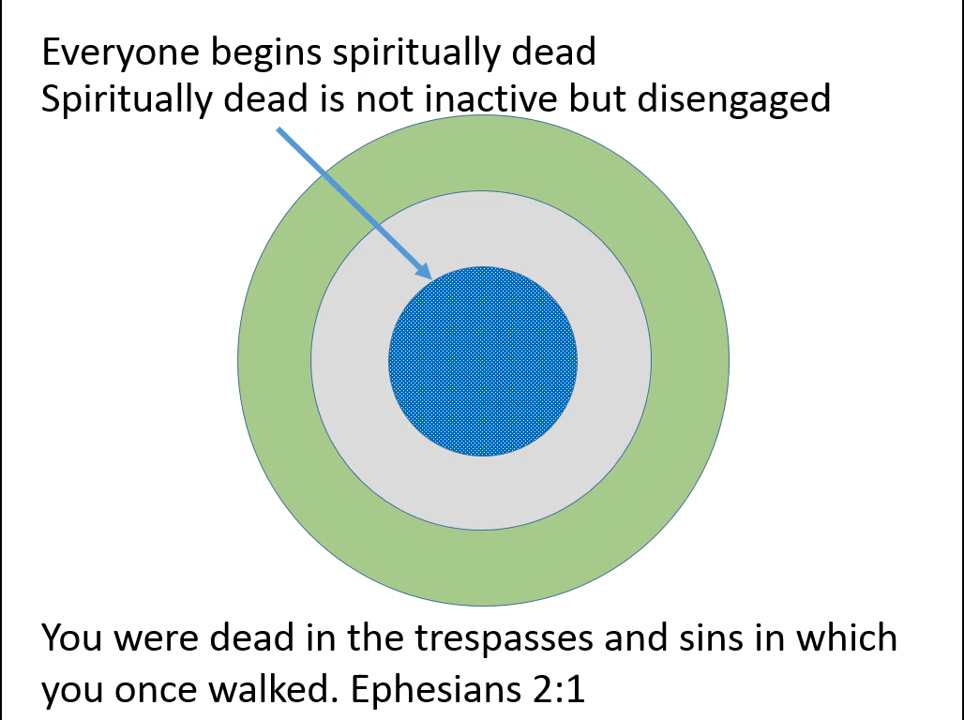 Everyone begins spiritually dead
Spiritually dead is not inactive but disengaged
You were dead in the trespasses and sins in which
you once walked. Ephesians 2:1